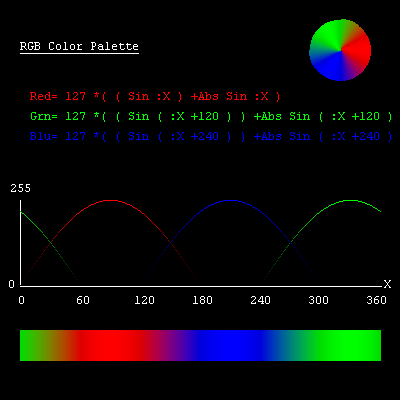 RGB Color Palette
Red= 127 *( ( Sin :X ) +Abs Sin :X )
Grn= 127 *( ( Sin ( :X +120 ) ) +Abs Sin ( :X +120 )
Blu= 127 *( ( Sin ( :X +240 ) ) +Abs Sin ( :X +240 )
255
0 X
0 60 120 180 240 300 360